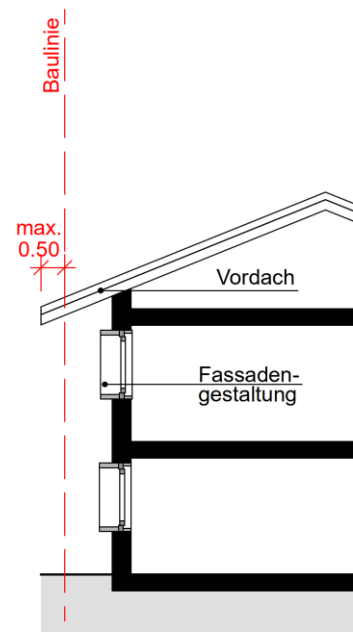 Baulinie
max.
0.50
Vordach
Fassaden-
gestaltung